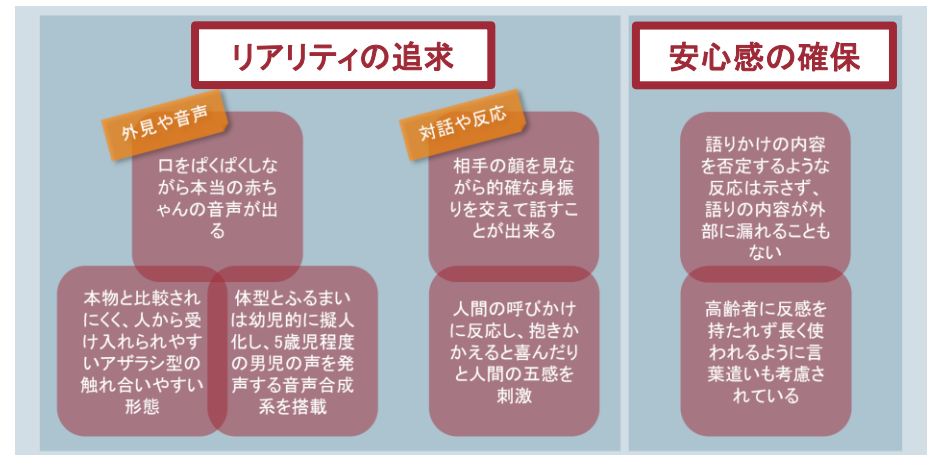 リアリティの追求
外見や音声
口をぱくぱくしな
がら本当の赤ち
ゃんの音声が出
る
本物と比較され
にくく、人から受
け入れられやす
いアザラシ型の
触れ合いやすい
形態
体型とふるまい
は幼児的に擬人
化し、5歳児程度
の男児の声を発
声する音声合成
系を搭載
対話や反応
相手の顔を見な
がら的確な身振
りを交えて話すこ
とが出来る
人間の呼びかけ
に反応し、抱きか
かえると喜んだり
と人間の五感を
刺激
安心感の確保
語りかけの内容
を否定するような
反応は示さず、
語りの内容が外
部に漏れることも
ない
高齢者に反感を
持たれず長く使
われるように言
葉遣いも考慮さ
れている